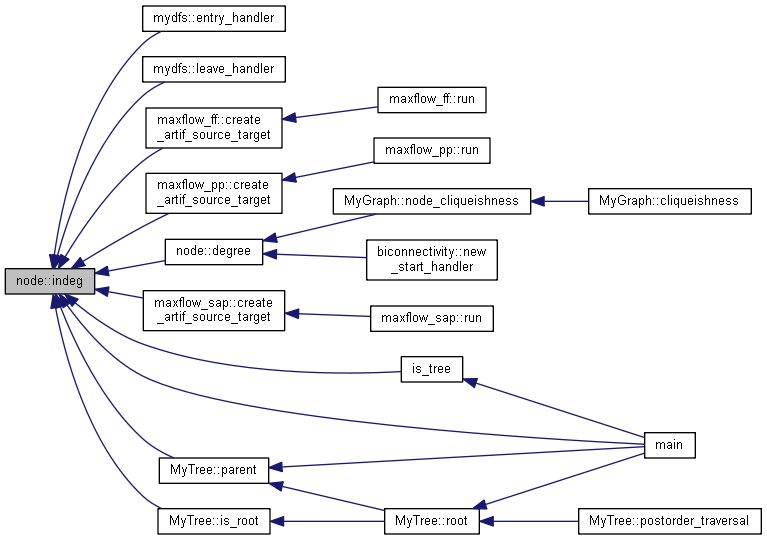 mydfs::entry_handler
mydfs::leave_handler
maxflow_ff::create
_artif_source_target
maxflow_ff::run
maxflow_pp::create
_artif_source_target
maxflow_pp::run
MyGraph::node_cliqueishness
MyGraph::cliqueishness
node::degree
biconnectivity::new
_start_handler
node::indeg
maxflow_sap::create
_artif_source_target
maxflow_sap::run
is_tree
main
MyTree::parent
MyTree::is_root
MyTree::root
MyTree::postorder_traversal